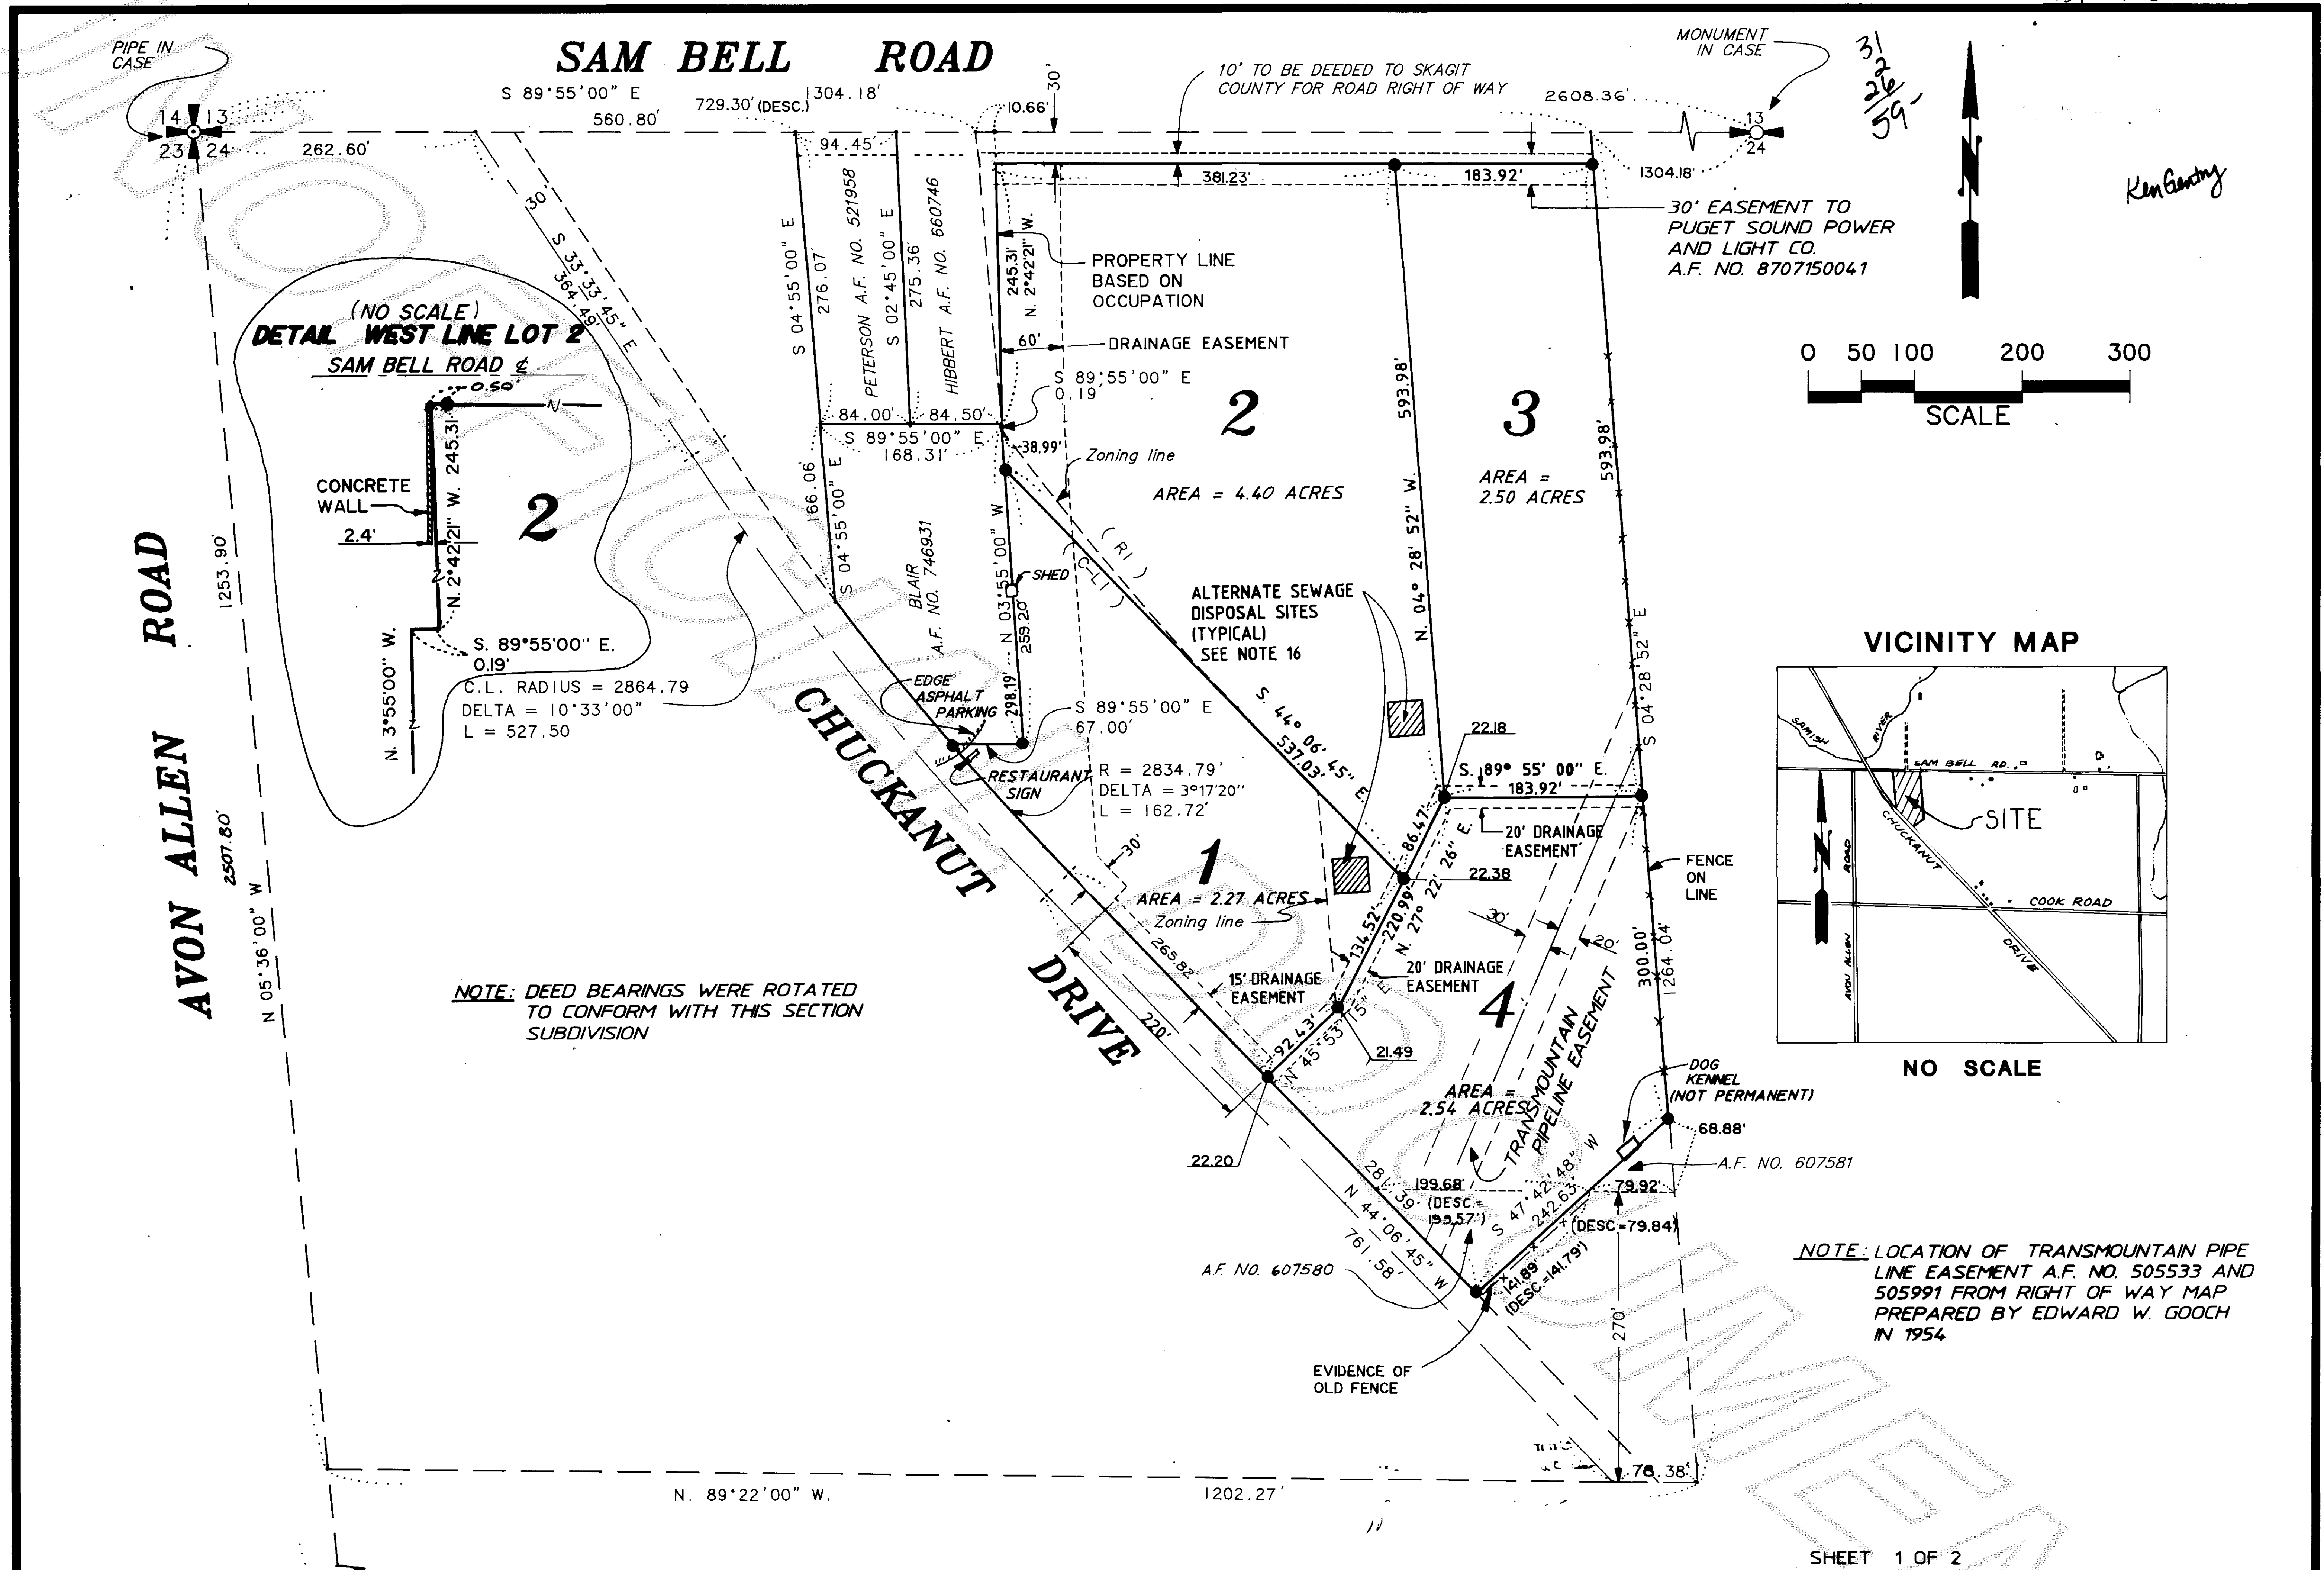 SAM BELL ROAD
PIPE IN
CASE
14 13
23 24
S 89°55'00" E
560.80'
729.30' (DESC.)
1304.18'
10.66'
30'
10' TO BE DEEDED TO SKAGIT
COUNTY FOR ROAD RIGHT OF WAY
2608.36'
MONUMENT
IN CASE
13
24
31
2
26
59
Ken Gentry
N
262.60'
94.45'
381.23'
183.92'
1304.18'
30' EASEMENT TO
PUGET SOUND POWER
AND LIGHT CO.
A.F. NO. 8707150041
0 50 100 200 300
SCALE
30'
S 33°33'45" E
364.49'
S 04°55'00" E
276.07'
PETERSON A.F. NO. 521958
S 02°45'00" E
275.36'
HIBBERT A.F. NO. 660746
245.31'
N. 2°42'21" W.
PROPERTY LINE
BASED ON
OCCUPATION
60'
DRAINAGE EASEMENT
S 89°55'00" E
0.19'
84.00'
84.50'
S 89°55'00" E
168.31'
38.99'
Zoning line
2
AREA = 4.40 ACRES
593.98'
N. 04° 28' 52" W.
3
AREA =
2.50 ACRES
593.98'
S 04°28'52" E
(NO SCALE)
DETAIL WEST LINE LOT 2
SAM BELL ROAD ℄
0.50'
N
CONCRETE
WALL
2.4'
N. 2°42'21" W. 245.31'
2
N. 3°55'00" W.
S. 89°55'00" E.
0.19'
C.L. RADIUS = 2864.79
DELTA = 10°33'00"
L = 527.50
166.06'
S 04°55'00" E
BLAIR
A.F. NO. 746931
N 03°55'00" W
SHED
259.20'
298.19'
(R1)
(C-L1)
ALTERNATE SEWAGE
DISPOSAL SITES
(TYPICAL)
SEE NOTE 16
EDGE
ASPHALT
PARKING
S 89°55'00" E
67.00'
RESTAURANT
SIGN
R = 2834.79'
DELTA = 3°17'20"
L = 162.72'
S. 44° 06' 45" E
537.03'
22.18
S. 89° 55' 00" E.
183.92'
20' DRAINAGE
EASEMENT
86.47'
22.38
FENCE
ON
LINE
AVON ALLEN ROAD
1253.90'
2507.80'
N 05°36'00" W
CHUCKANUT DRIVE
30'
1
AREA = 2.27 ACRES
Zoning line
134.52'
220.99'
N. 27° 22' 26" E.
30'
20'
300.00'
1264.04'
265.82'
220'
15' DRAINAGE
EASEMENT
20' DRAINAGE
EASEMENT
92.43'
N 45°53'15" E
21.49
4
AREA =
2.54 ACRES
TRANSMOUNTAIN
PIPELINE EASEMENT
22.20
DOG
KENNEL
(NOT PERMANENT)
68.88'
A.F. NO. 607581
281.39'
N 44°06'45" W
761.58'
199.68'
(DESC.=
199.57')
S 47°42'48" W
242.63'
79.92'
(DESC=79.84)
141.89'
(DESC.=141.79')
A.F. NO. 607580
EVIDENCE OF
OLD FENCE
270'
78.38'
N. 89°22'00" W.
1202.27'
NOTE: DEED BEARINGS WERE ROTATED
TO CONFORM WITH THIS SECTION
SUBDIVISION
VICINITY MAP
SAMISH RIVER
SAM BELL RD.
SITE
CHUCKANUT
N
ROAD
COOK ROAD
AVON ALLEN
DRIVE
NO SCALE
NOTE: LOCATION OF TRANSMOUNTAIN PIPE
LINE EASEMENT A.F. NO. 505533 AND
505991 FROM RIGHT OF WAY MAP
PREPARED BY EDWARD W. GOOCH
IN 1954
SHEET 1 OF 2
UNOFFICIAL DOCUMENT